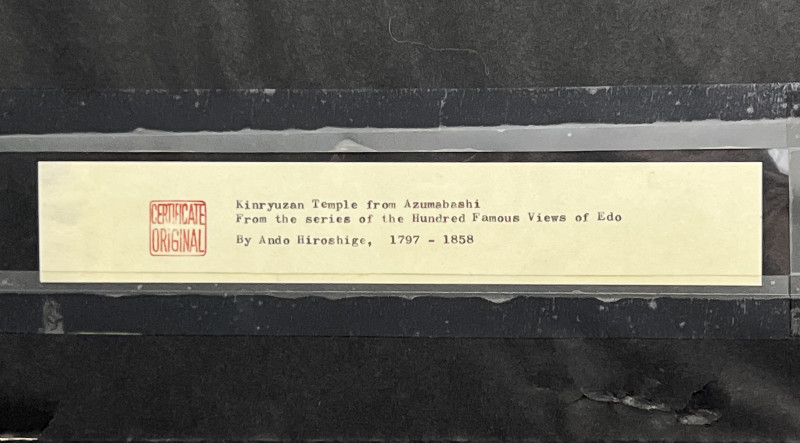 CERTIFICATE
ORIGINAL
Kinryuzan Temple from Azumabashi
From the series of the Hundred Famous Views of Edo
By Ando Hiroshige, 1797 - 1858